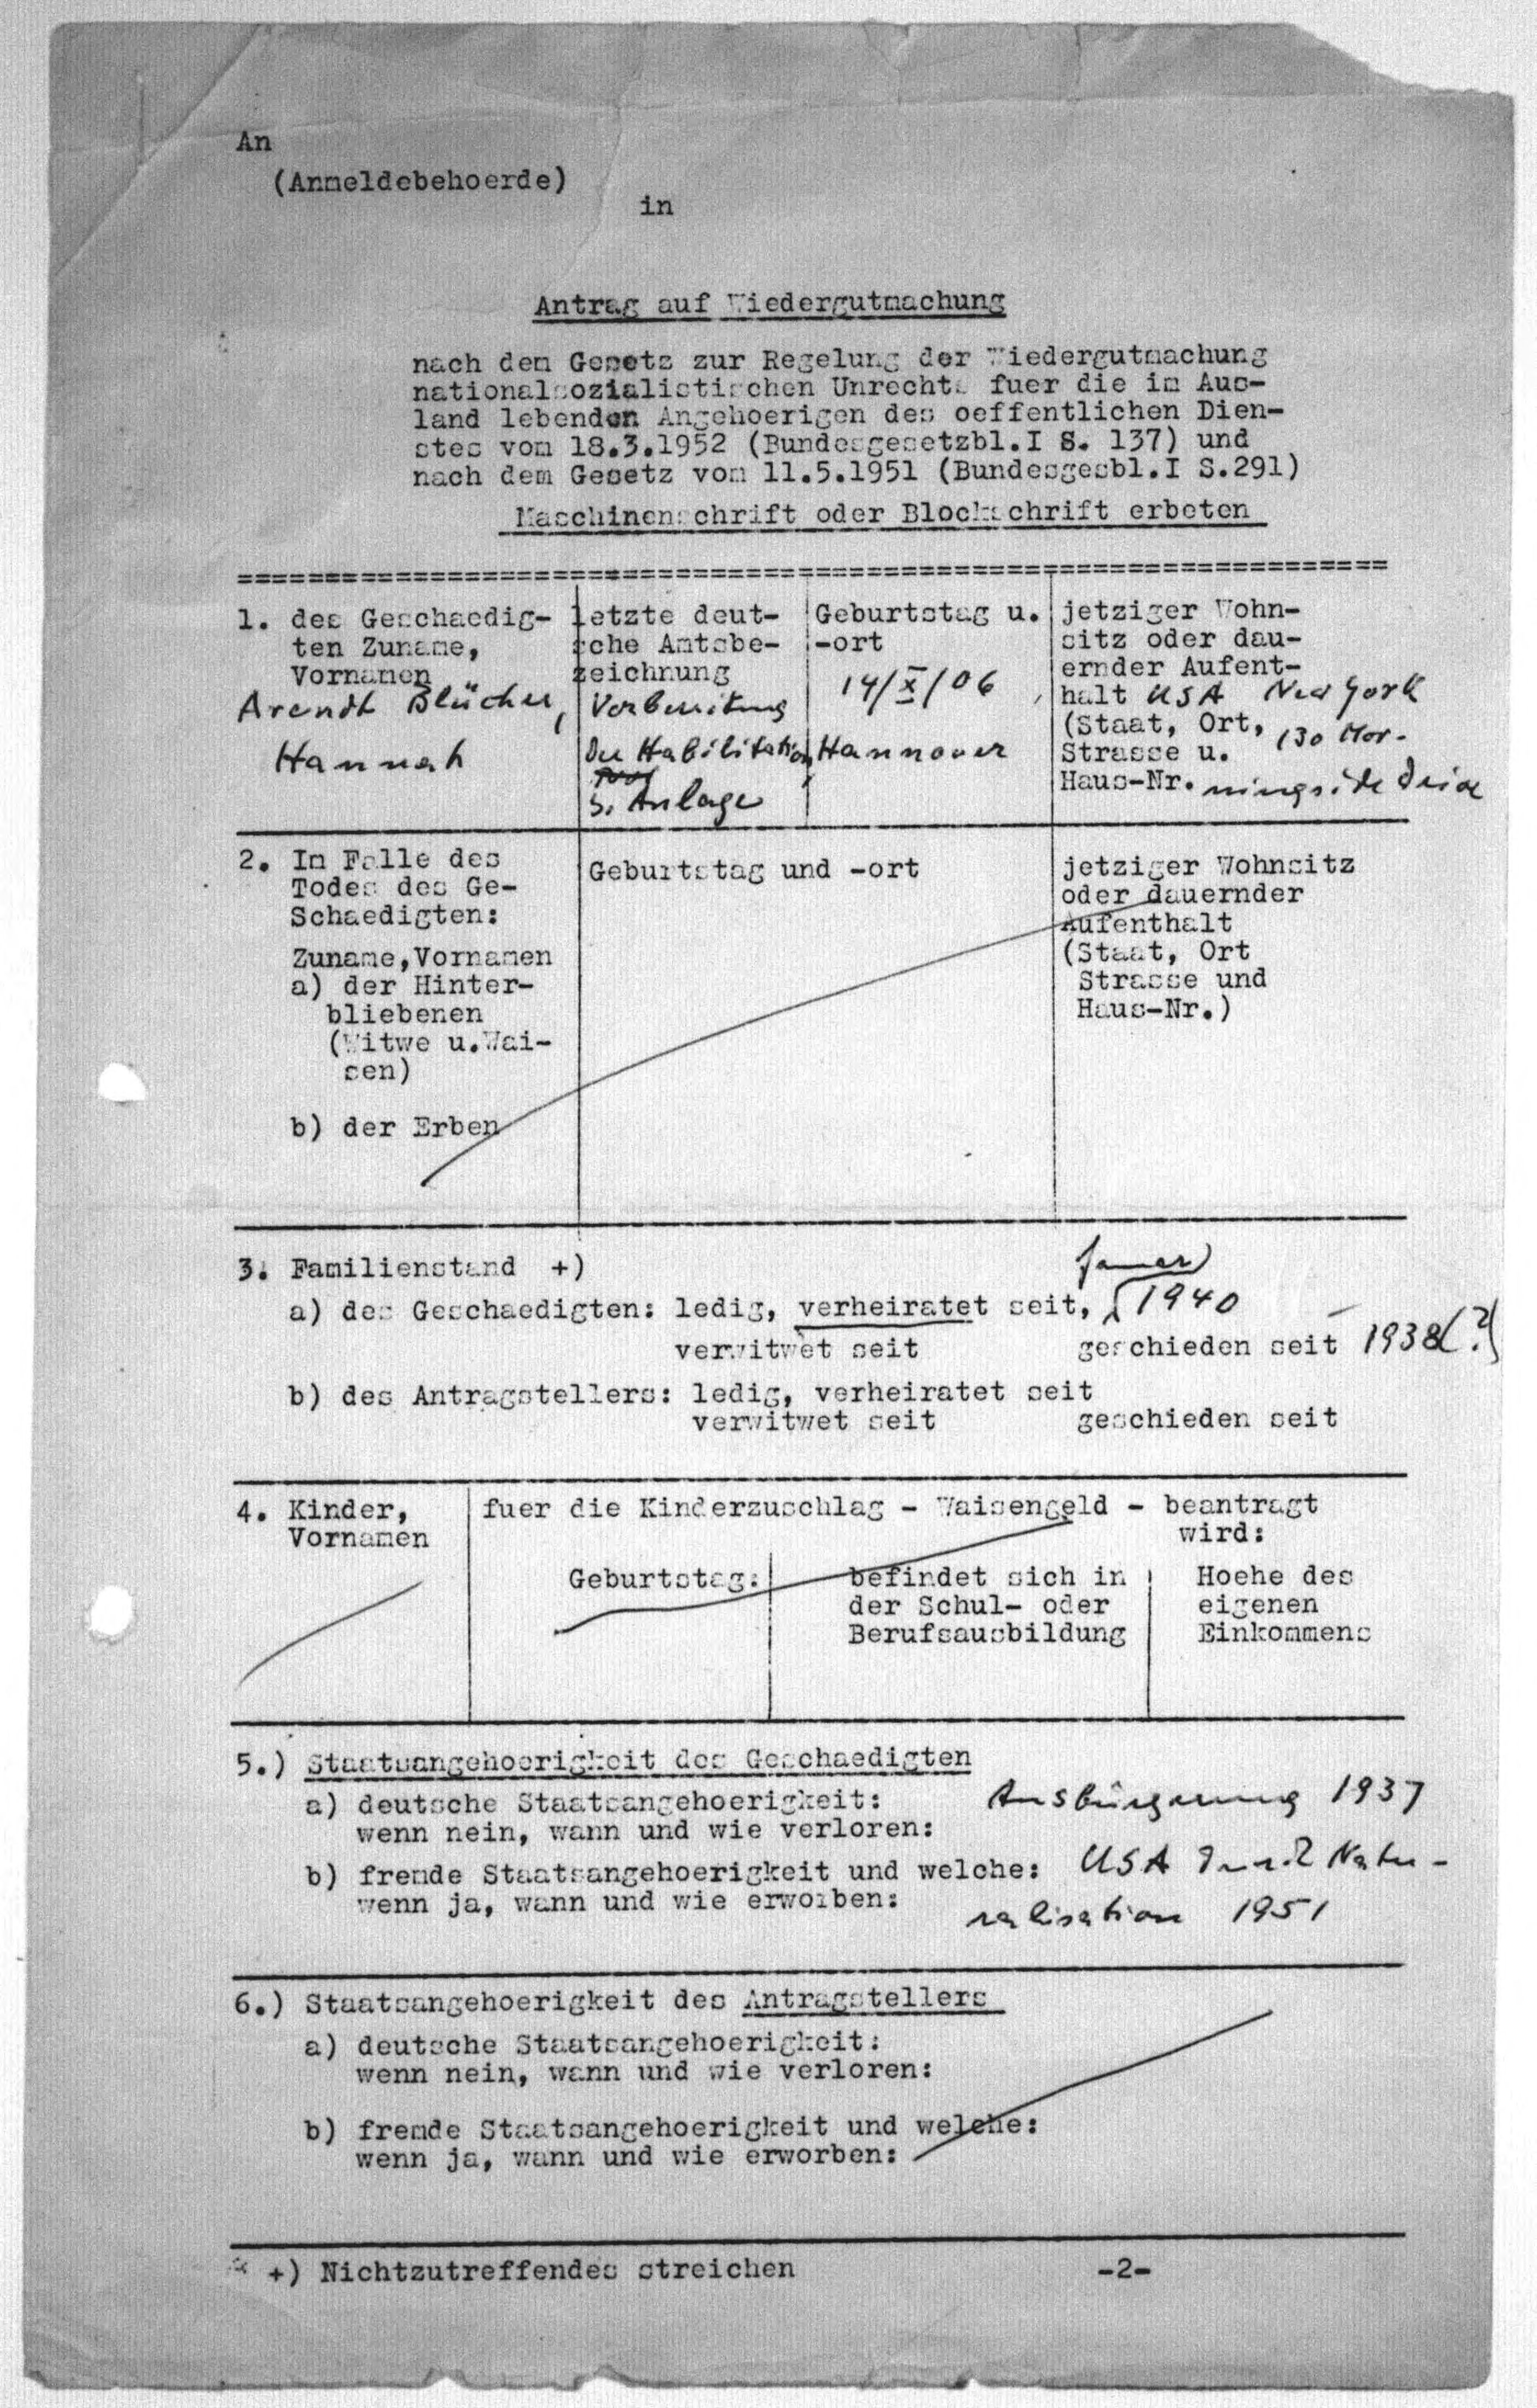 An
(Anmeldebehoerde)
in
Antrag auf Wiedergutmachung
nach dem Gesetz zur Regelung der Wiedergutmachung
nationalsozialistischen Unrechts fuer die im Aus-
land lebenden Angehoerigen des oeffentlichen Dien-
stes vom 18.3.1952 (Bundesgesetzbl.I S. 137) und
nach dem Gesetz vom 11.5.1951 (Bundesgesbl.I S.291)
Maschinenschrift oder Blockschrift erbeten
1. des Geschaedig-
ten Zuname,
Vornamen
Arendt Blücher,
Hannah
letzte deut-
sche Amtsbe-
zeichnung
Vorbereitung
der Habilitation,
s. Anlage
Geburtstag u.
-ort
14/X/06
Hannover
jetziger Wohn-
sitz oder dau-
ernder Aufent-
halt USA New York
(Staat, Ort, 130 Mor-
Strasse u.
Haus-Nr. ningside Drive
2. Im Falle des
Todes des Ge-
Schaedigten:
Zuname,Vornamen
a) der Hinter-
bliebenen
(Witwe u.Wai-
sen)
b) der Erben
Geburtstag und -ort
jetziger Wohnsitz
oder dauernder
Aufenthalt
(Staat, Ort
Strasse und
Haus-Nr.)
3. Familienstand +)
Januar
a) des Geschaedigten: ledig, verheiratet seit, 1940
verwitwet seit geschieden seit 1938(?)
b) des Antragstellers: ledig, verheiratet seit
verwitwet seit geschieden seit
4. Kinder,
Vornamen
fuer die Kinderzuschlag - Waisengeld - beantragt
wird:
Geburtstag:
befindet sich in
der Schul- oder
Berufsausbildung
Hoehe des
eigenen
Einkommens
5.) Staatsangehoerigkeit des Geschaedigten
a) deutsche Staatsangehoerigkeit: Ausbürgerung 1937
wenn nein, wann und wie verloren:
b) fremde Staatsangehoerigkeit und welche: USA durch Natu-
wenn ja, wann und wie erworben: ralisation 1951
6.) Staatsangehoerigkeit des Antragstellers
a) deutsche Staatsangehoerigkeit:
wenn nein, wann und wie verloren:
b) fremde Staatsangehoerigkeit und welche:
wenn ja, wann und wie erworben:
+) Nichtzutreffendes streichen -2-